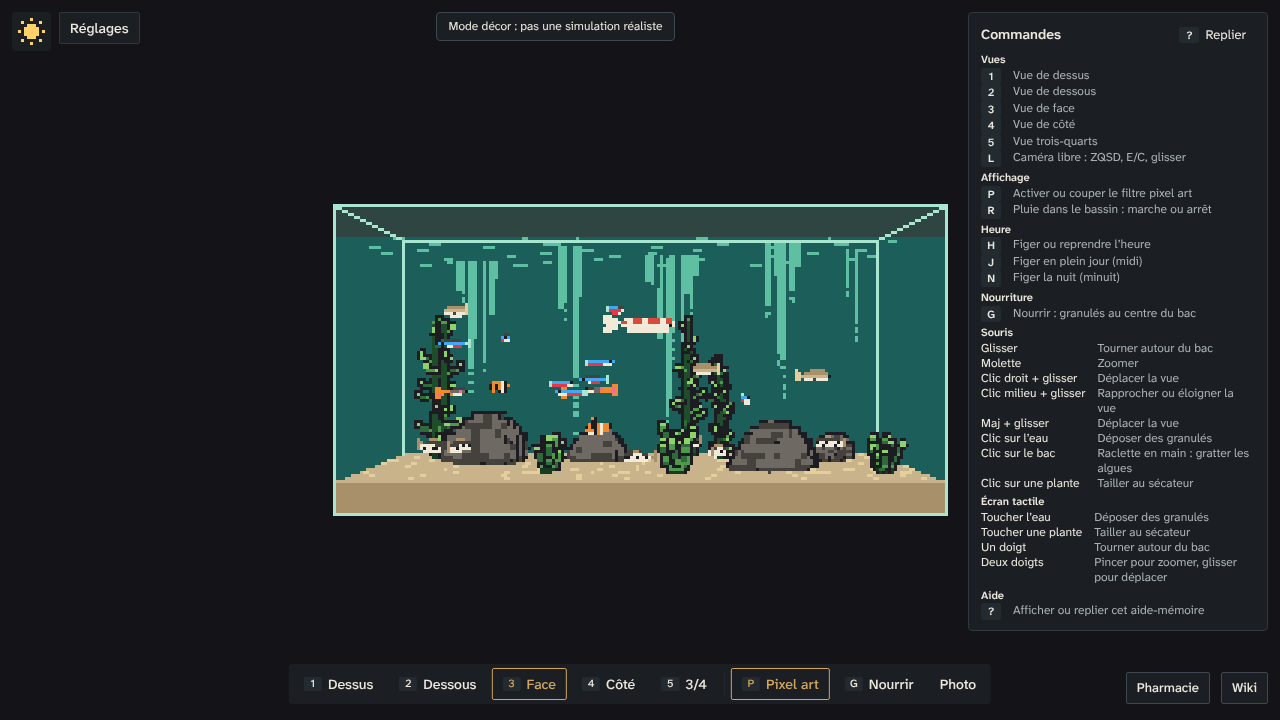 Réglages
Mode décor : pas une simulation réaliste
Commandes
? Replier
Vues
1 Vue de dessus
2 Vue de dessous
3 Vue de face
4 Vue de côté
5 Vue trois-quarts
L Caméra libre : ZQSD, E/C, glisser
Affichage
P Activer ou couper le filtre pixel art
R Pluie dans le bassin : marche ou arrêt
Heure
H Figer ou reprendre l'heure
J Figer en plein jour (midi)
N Figer la nuit (minuit)
Nourriture
G Nourrir : granulés au centre du bac
Souris
Glisser Tourner autour du bac
Molette Zoomer
Clic droit + glisser Déplacer la vue
Clic milieu + glisser Rapprocher ou éloigner la
vue
Maj + glisser Déplacer la vue
Clic sur l'eau Déposer des granulés
Clic sur le bac Raclette en main : gratter les
algues
Clic sur une plante Tailler au sécateur
Écran tactile
Toucher l'eau Déposer des granulés
Toucher une plante Tailler au sécateur
Un doigt Tourner autour du bac
Deux doigts Pincer pour zoomer, glisser
pour déplacer
Aide
? Afficher ou replier cet aide-mémoire
1 Dessus 2 Dessous 3 Face 4 Côté 5 3/4 P Pixel art G Nourrir Photo
Pharmacie Wiki